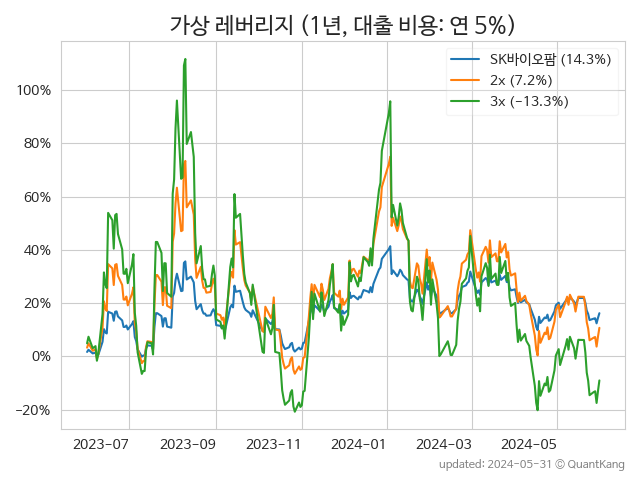 가상 레버리지 (1년, 대출 비용: 연 5%)
SK바이오팜 (14.3%)
2x (7.2%)
3x (−13.3%)
100%
80%
60%
40%
20%
0%
−20%
2023-07
2023-09
2023-11
2024-01
2024-03
2024-05
updated: 2024-05-31 © QuantKang